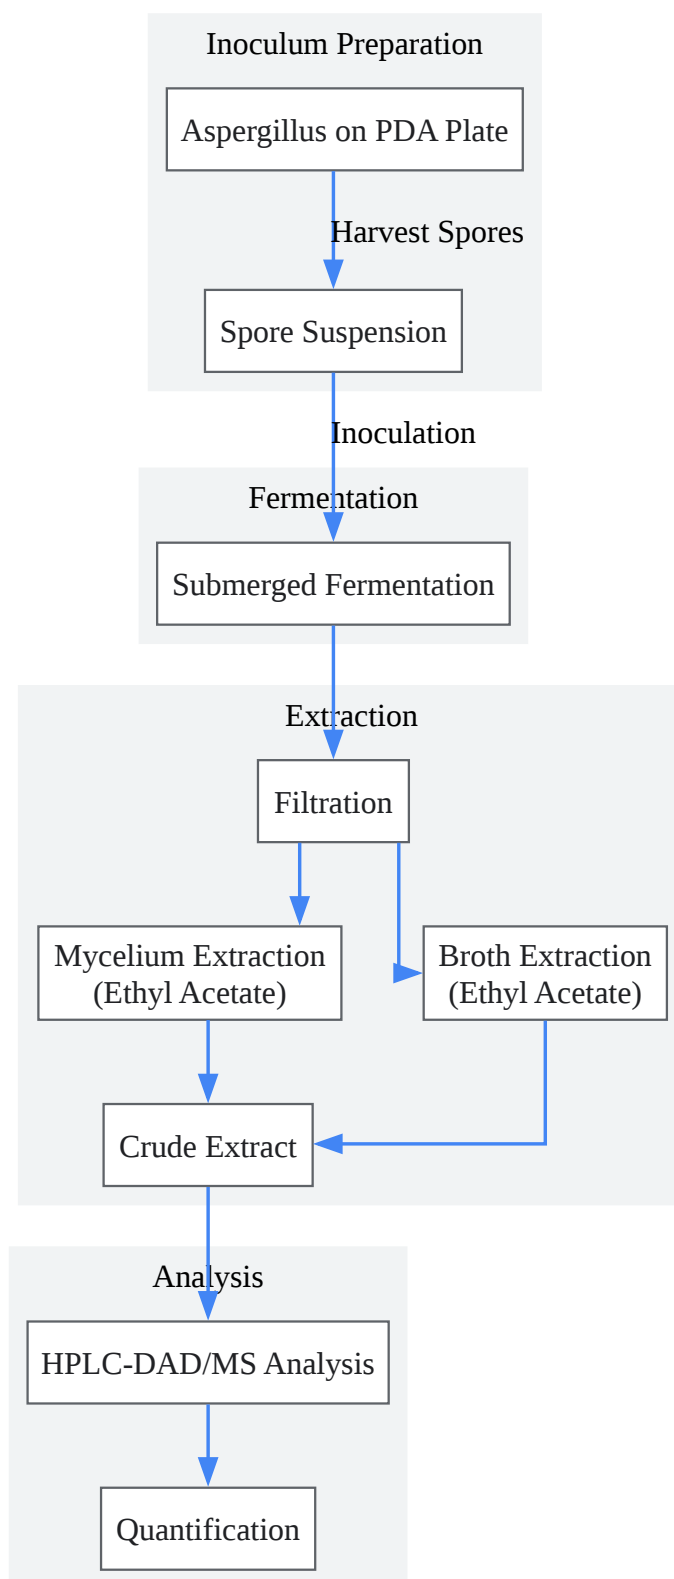 Inoculum Preparation
Aspergillus on PDA Plate
Harvest Spores
Spore Suspension
Inoculation
Fermentation
Submerged Fermentation
Extraction
Filtration
Mycelium Extraction
(Ethyl Acetate)
Broth Extraction
(Ethyl Acetate)
Crude Extract
Analysis
HPLC-DAD/MS Analysis
Quantification